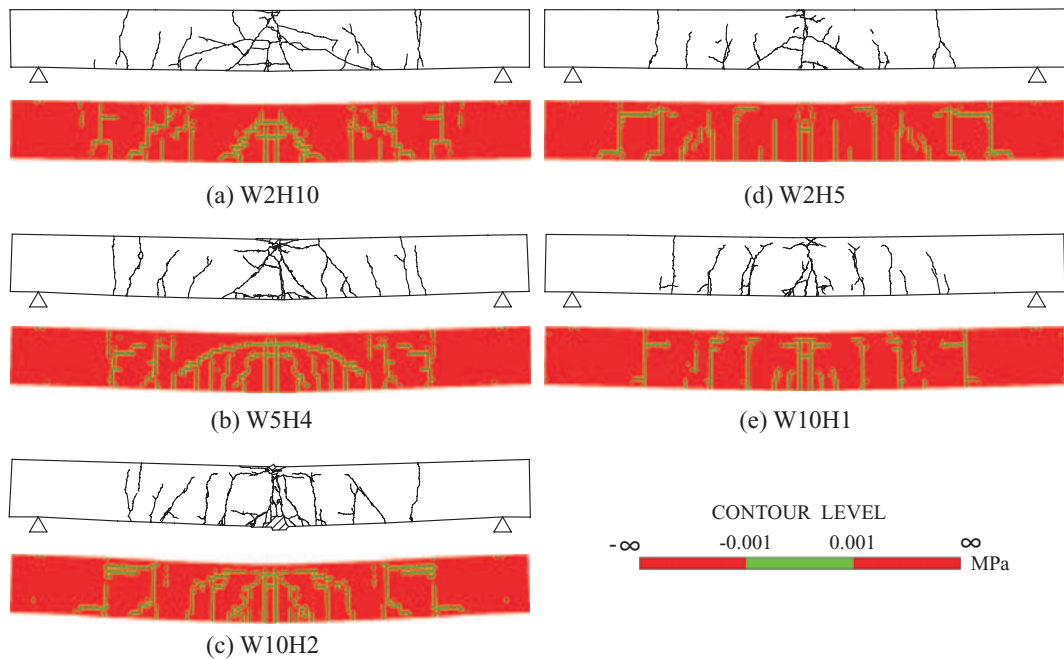 (a) W2H10
(d) W2H5
(b) W5H4
(e) W10H1
(c) W10H2
CONTOUR LEVEL
-∞ -0.001 0.001 ∞
MPa